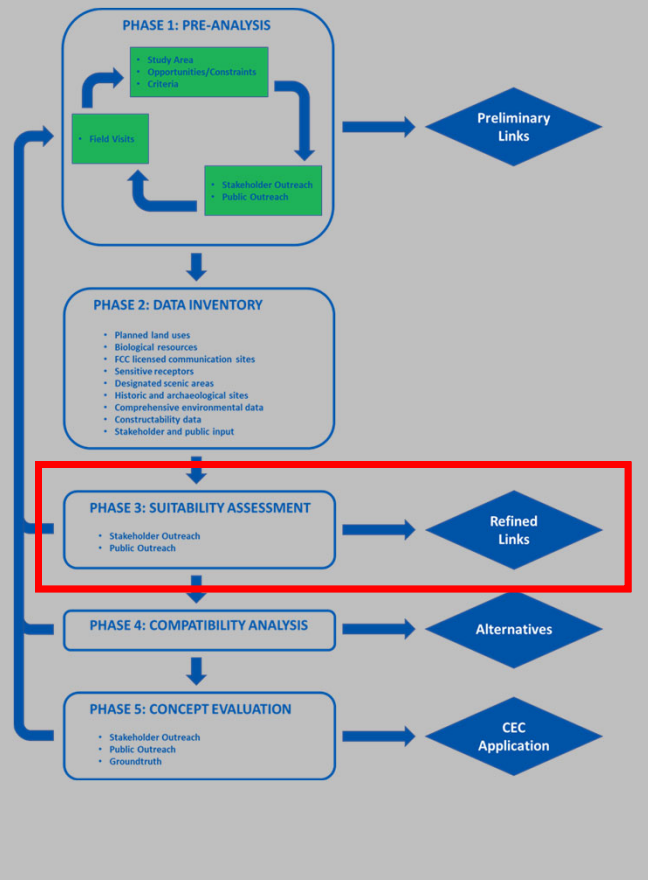 PHASE 1: PRE-ANALYSIS
• Study Area
• Opportunities/Constraints
• Criteria
• Field Visits
• Stakeholder Outreach
• Public Outreach
Preliminary
Links
PHASE 2: DATA INVENTORY
• Planned land uses
• Biological resources
• FCC licensed communication sites
• Sensitive receptors
• Designated scenic areas
• Historic and archaeological sites
• Comprehensive environmental data
• Constructability data
• Stakeholder and public input
PHASE 3: SUITABILITY ASSESSMENT
• Stakeholder Outreach
• Public Outreach
Refined
Links
PHASE 4: COMPATIBILITY ANALYSIS
Alternatives
PHASE 5: CONCEPT EVALUATION
• Stakeholder Outreach
• Public Outreach
• Groundtruth
CEC
Application